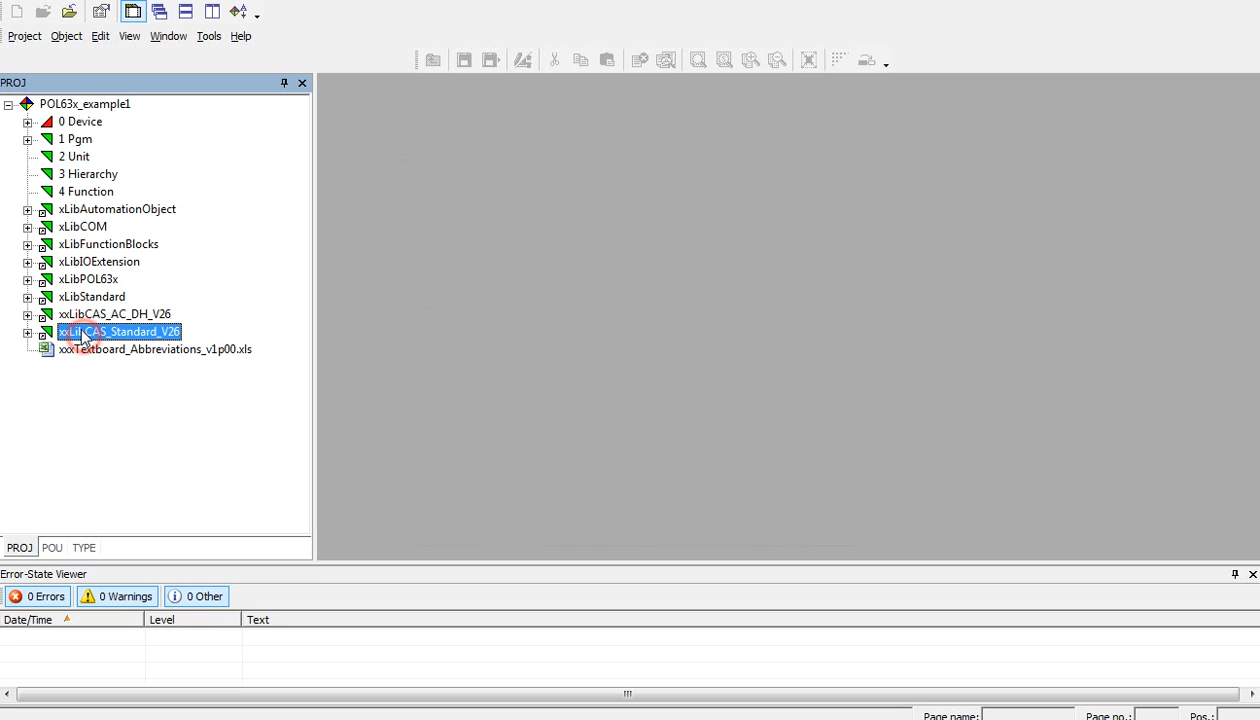 Project Object Edit View Window Tools Help
PROJ
POL63x_example1
0 Device
1 Pgm
2 Unit
3 Hierarchy
4 Function
xLibAutomationObject
xLibCOM
xLibFunctionBlocks
xLibIOExtension
xLibPOL63x
xLibStandard
xxLibCAS_AC_DH_V26
xxLibCAS_Standard_V26
xxxTextboard_Abbreviations_v1p00.xls
PROJ POU TYPE
Error-State Viewer
0 Errors 0 Warnings 0 Other
Date/Time Level Text
Page name: Page no.: Pos.: